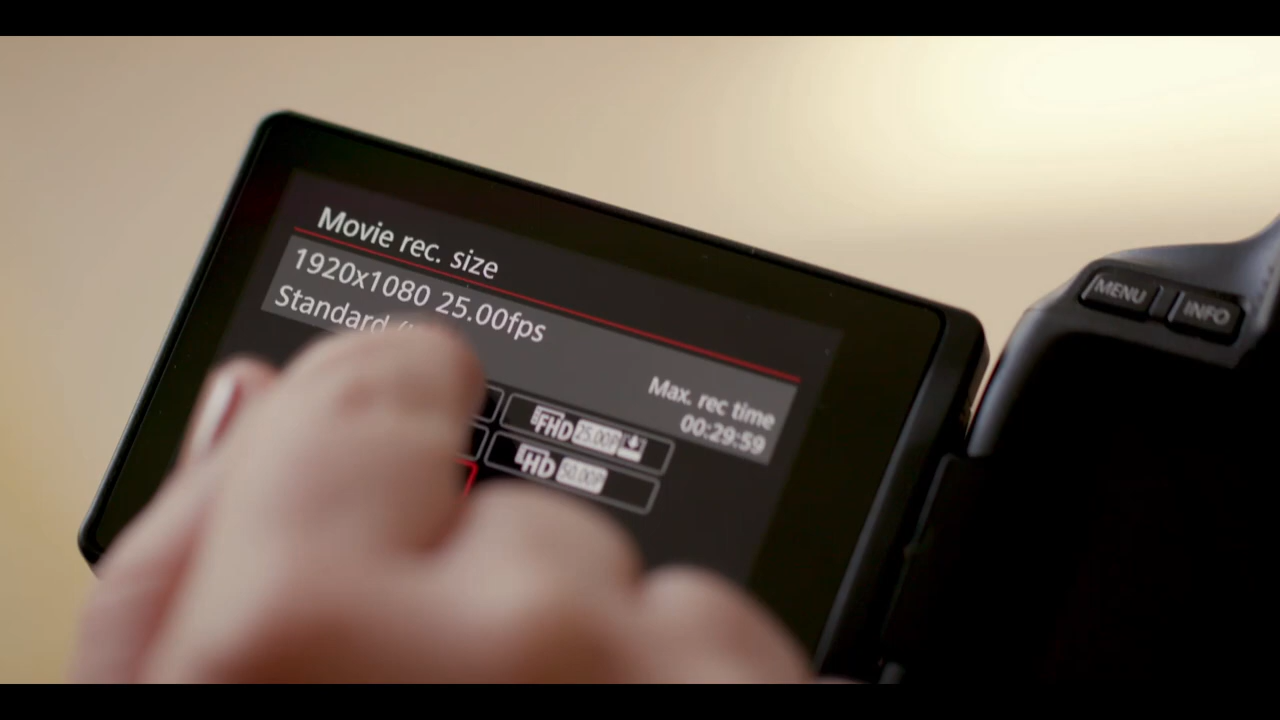 Movie rec. size
1920x1080 25.00fps
Standard
Max. rec time
00:29:59
FHD 25.00P
HD 50.00P
MENU
INFO